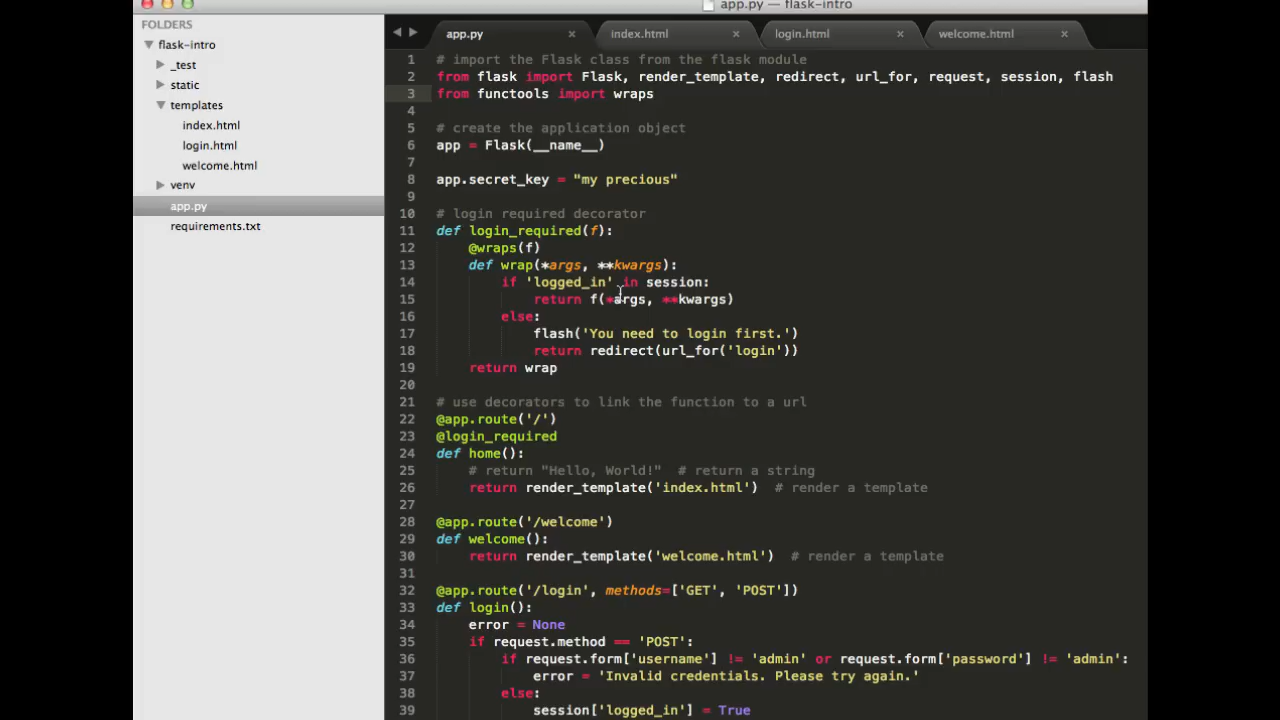 app.py — flask-intro
FOLDERS
flask-intro
_test
static
templates
index.html
login.html
welcome.html
venv
app.py
requirements.txt
app.py × index.html × login.html × welcome.html ×
1 # import the Flask class from the flask module
2 from flask import Flask, render_template, redirect, url_for, request, session, flash
3 from functools import wraps
4
5 # create the application object
6 app = Flask(__name__)
7
8 app.secret_key = "my precious"
9
10 # login required decorator
11 def login_required(f):
12     @wraps(f)
13     def wrap(*args, **kwargs):
14         if 'logged_in' in session:
15             return f(*args, **kwargs)
16         else:
17             flash('You need to login first.')
18             return redirect(url_for('login'))
19     return wrap
20
21 # use decorators to link the function to a url
22 @app.route('/')
23 @login_required
24 def home():
25     # return "Hello, World!"  # return a string
26     return render_template('index.html')  # render a template
27
28 @app.route('/welcome')
29 def welcome():
30     return render_template('welcome.html')  # render a template
31
32 @app.route('/login', methods=['GET', 'POST'])
33 def login():
34     error = None
35     if request.method == 'POST':
36         if request.form['username'] != 'admin' or request.form['password'] != 'admin':
37             error = 'Invalid credentials. Please try again.'
38         else:
39             session['logged_in'] = True